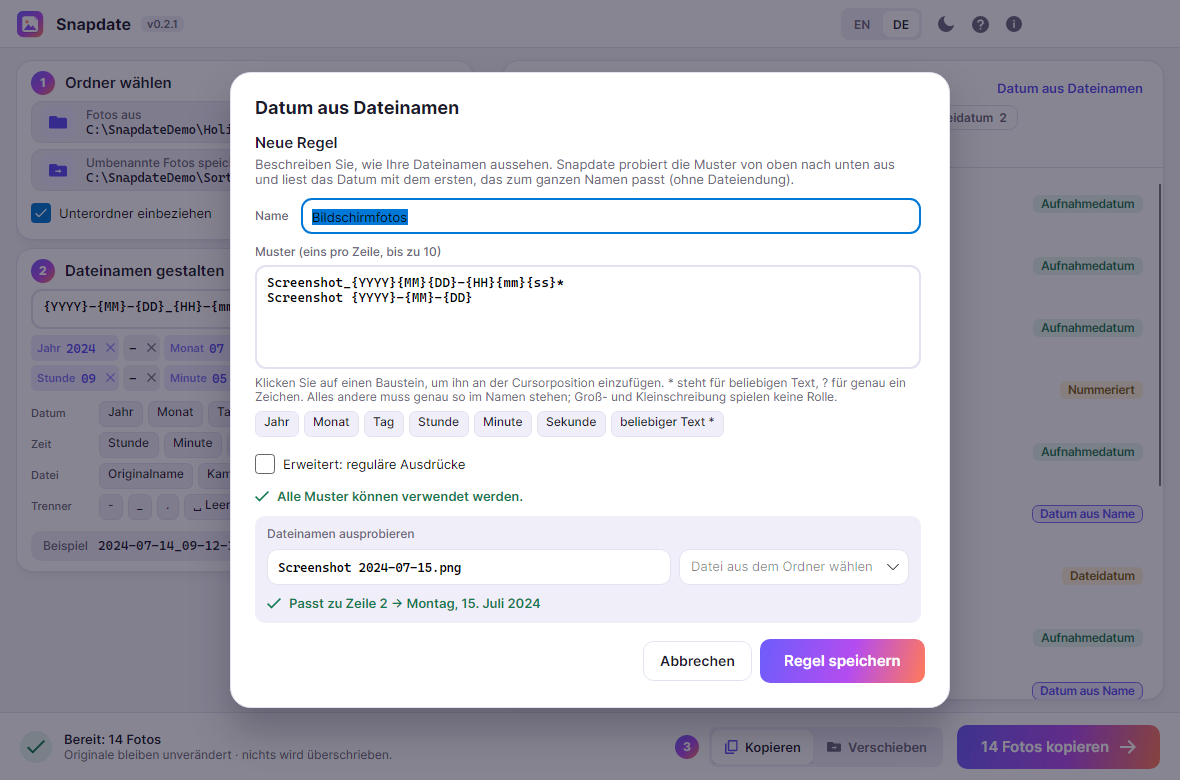 Snapdate v0.2.1
EN DE
1 Ordner wählen
Fotos aus
C:\SnapdateDemo\Holi
Umbenannte Fotos speic
C:\SnapdateDemo\Sort
Unterordner einbeziehen
2 Dateinamen gestalten
{YYYY}-{MM}-{DD}_{HH}-{mm
Jahr 2024 × - × Monat 07
Stunde 09 × - × Minute 05
Datum Jahr Monat Ta
Zeit Stunde Minute
Datei Originalname Kam
Trenner - _ . ␣ Leer
Beispiel 2024-07-14_09-12-3
Datum aus Dateinamen
Neue Regel
Beschreiben Sie, wie Ihre Dateinamen aussehen. Snapdate probiert die Muster von oben nach unten aus
und liest das Datum mit dem ersten, das zum ganzen Namen passt (ohne Dateiendung).
Name Bildschirmfotos
Muster (eins pro Zeile, bis zu 10)
Screenshot_{YYYY}{MM}{DD}-{HH}{mm}{ss}*
Screenshot {YYYY}-{MM}-{DD}
Klicken Sie auf einen Baustein, um ihn an der Cursorposition einzufügen. * steht für beliebigen Text, ? für genau ein
Zeichen. Alles andere muss genau so im Namen stehen; Groß- und Kleinschreibung spielen keine Rolle.
Jahr Monat Tag Stunde Minute Sekunde beliebiger Text *
Erweitert: reguläre Ausdrücke
Alle Muster können verwendet werden.
Dateinamen ausprobieren
Screenshot 2024-07-15.png Datei aus dem Ordner wählen
Passt zu Zeile 2 → Montag, 15. Juli 2024
Abbrechen Regel speichern
Datum aus Dateinamen
eidatum 2
Aufnahmedatum
Aufnahmedatum
Aufnahmedatum
Nummeriert
Aufnahmedatum
Datum aus Name
Dateidatum
Aufnahmedatum
Datum aus Name
Bereit: 14 Fotos
Originale bleiben unverändert · nichts wird überschrieben.
3 Kopieren Verschieben
14 Fotos kopieren →